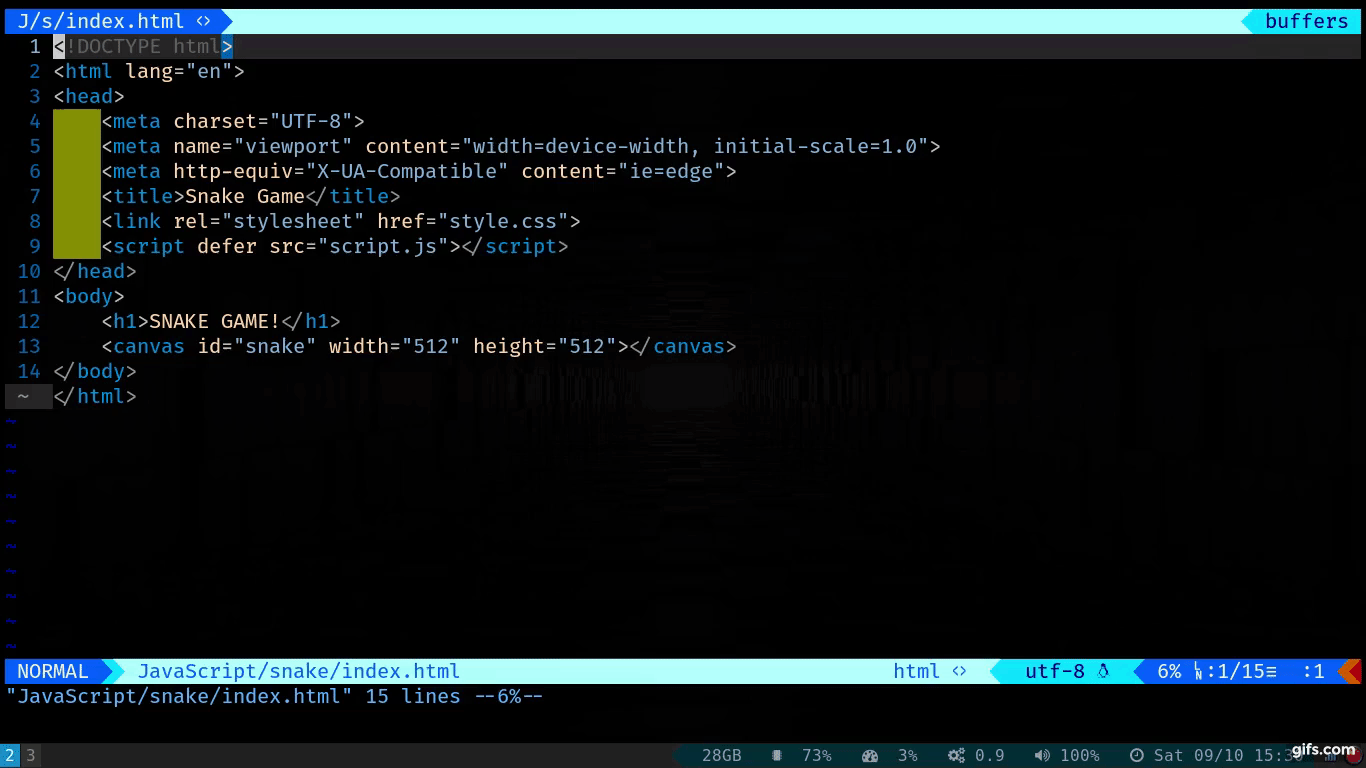 J/s/index.html <> buffers
1 <!DOCTYPE html>
2 <html lang="en">
3 <head>
4 <meta charset="UTF-8">
5 <meta name="viewport" content="width=device-width, initial-scale=1.0">
6 <meta http-equiv="X-UA-Compatible" content="ie=edge">
7 <title>Snake Game</title>
8 <link rel="stylesheet" href="style.css">
9 <script defer src="script.js"></script>
10 </head>
11 <body>
12 <h1>SNAKE GAME!</h1>
13 <canvas id="snake" width="512" height="512"></canvas>
14 </body>
~ </html>
~
~
~
~
~
~
~
~
~
~
NORMAL JavaScript/snake/index.html html <> utf-8 6% LN:1/15≡ :1
"JavaScript/snake/index.html" 15 lines --6%--
2 3 28GB 73% 3% 0.9 100% Sat 09/10 gifs.com